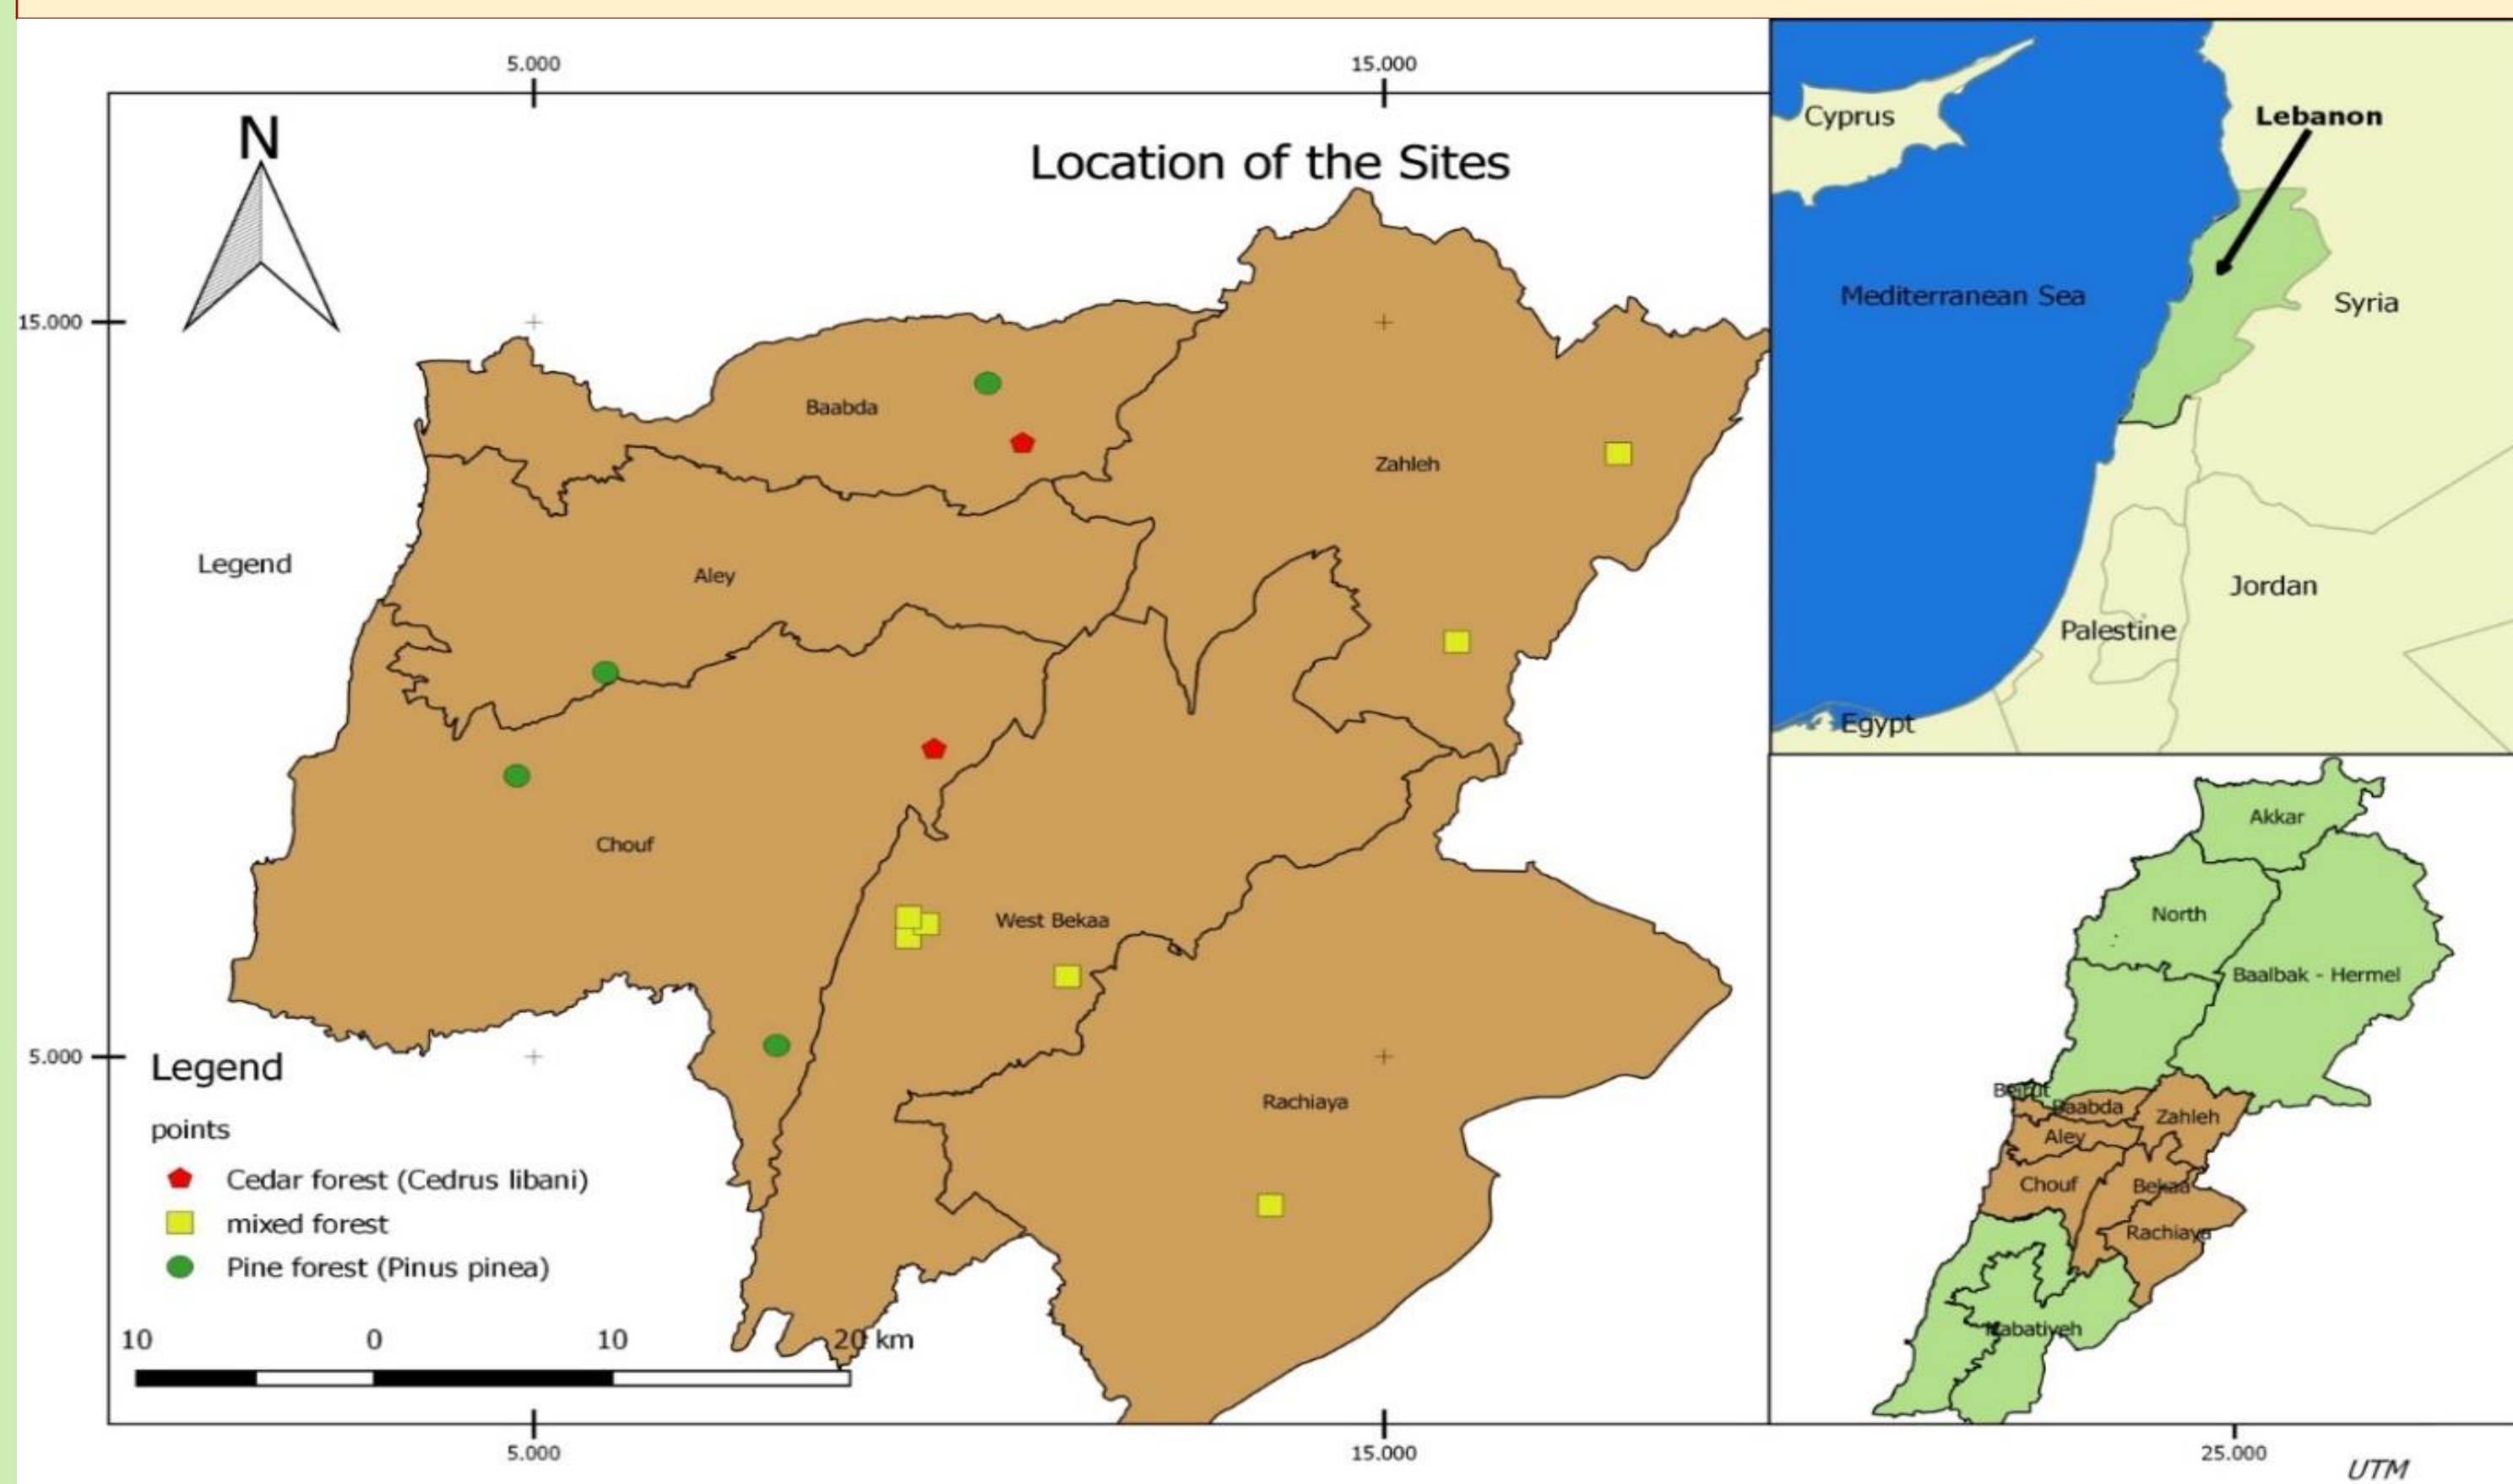 5.000
15.000
N
Location of the Sites
15.000
Baabda
Zahleh
Legend
Aley
Chouf
West Bekaa
5.000
Legend
points
Cedar forest (Cedrus libani)
mixed forest
Pine forest (Pinus pinea)
Rachiaya
10 0 10 20 km
5.000
15.000
25.000
UTM
Cyprus
Lebanon
Mediterranean Sea
Syria
Jordan
Palestine
Egypt
Akkar
North
Baalbak - Hermel
Beirut
Baabda
Zahleh
Aley
Chouf
Bekaa
Rachiaya
Nabatiyeh